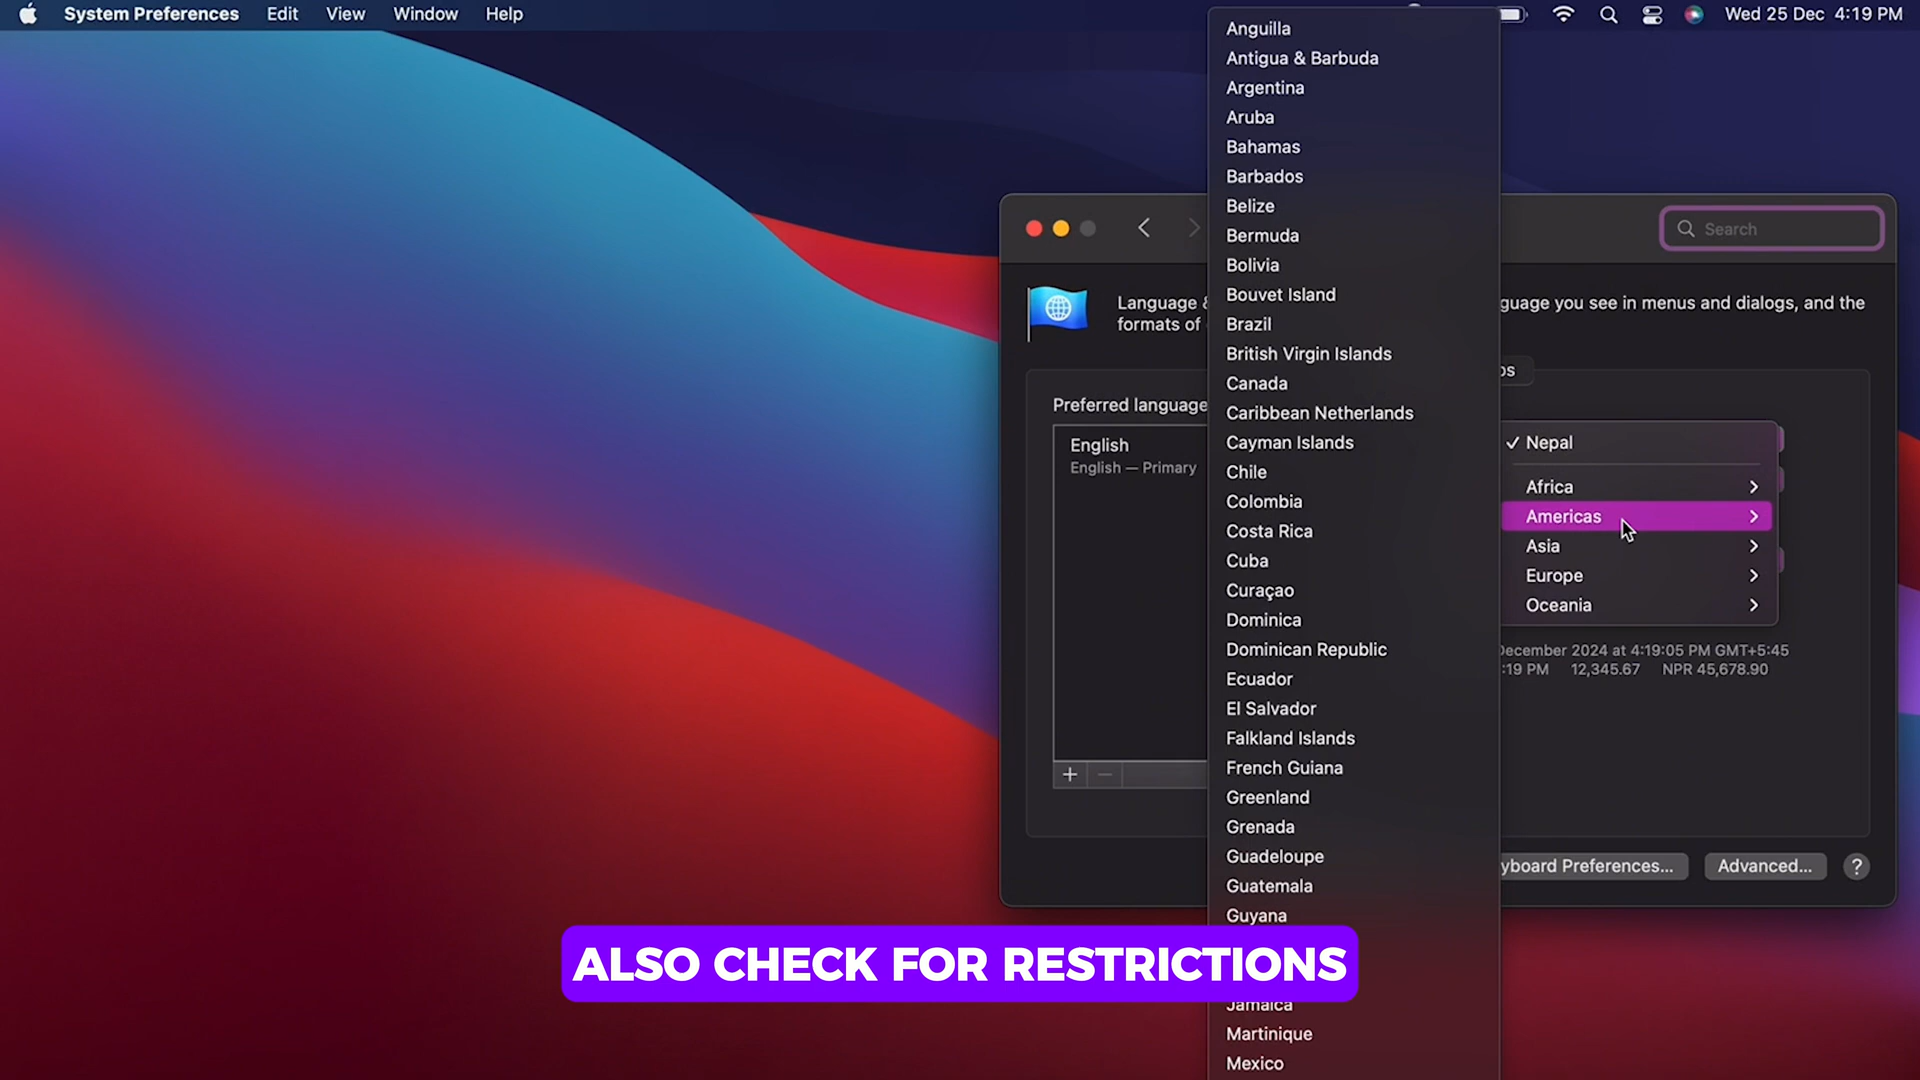 System Preferences Edit View Window Help
Wed 25 Dec 4:19 PM
Anguilla
Antigua & Barbuda
Argentina
Aruba
Bahamas
Barbados
Belize
Bermuda
Bolivia
Bouvet Island
Brazil
British Virgin Islands
Canada
Caribbean Netherlands
Cayman Islands
Chile
Colombia
Costa Rica
Cuba
Curaçao
Dominica
Dominican Republic
Ecuador
El Salvador
Falkland Islands
French Guiana
Greenland
Grenada
Guadeloupe
Guatemala
Guyana
Jamaica
Martinique
Mexico
Search
Language & guage you see in menus and dialogs, and the
formats of
Preferred language
English
English — Primary
✓ Nepal
Africa
Americas
Asia
Europe
Oceania
December 2024 at 4:19:05 PM GMT+5:45
:19 PM 12,345.67 NPR 45,678.90
yboard Preferences...
Advanced...
?
ALSO CHECK FOR RESTRICTIONS